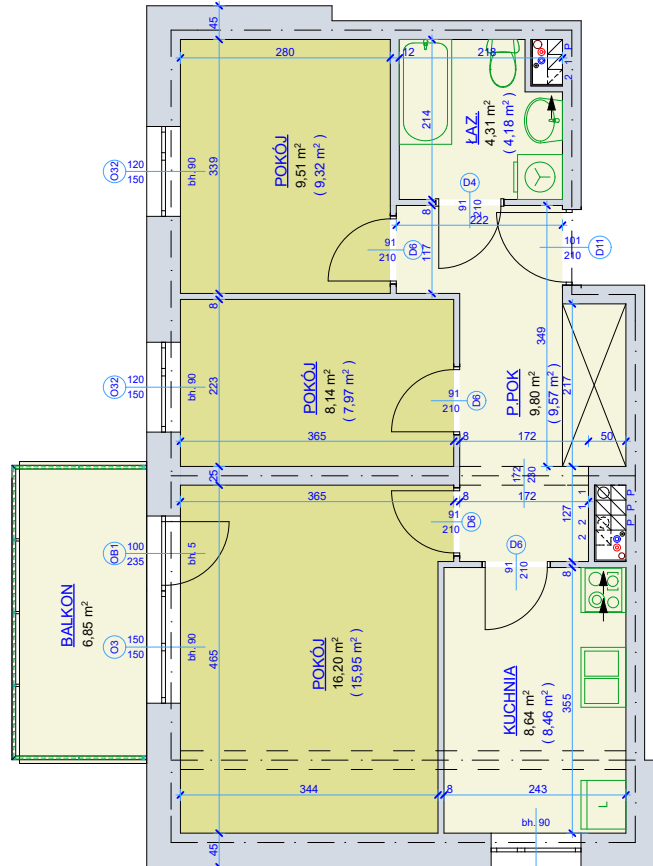 45
280
12
218
2 1 P
214
ŁAZ.
4,31 m²
( 4,18 m² )
POKÓJ
9,51 m²
( 9,32 m² )
339
O32
120
150
bh. 90
D4
91
210
222
8
117
91
210
D6
101
210
D11
8
349
217
POKÓJ
8,14 m²
( 7,97 m² )
223
O32
120
150
bh. 90
91
210
D6
P.POK
9,80 m²
( 9,57 m² )
365
8
172
50
25
172
230
365
8
172
127
2 1 1
2
P P P
91
210
D6
D6
91
210
8
OB1
100
235
bh. 5
BALKON
6,85 m²
O3
150
150
bh. 90
465
POKÓJ
16,20 m²
( 15,95 m² )
KUCHNIA
8,64 m²
( 8,46 m² )
355
344
8
243
L
bh. 90
45